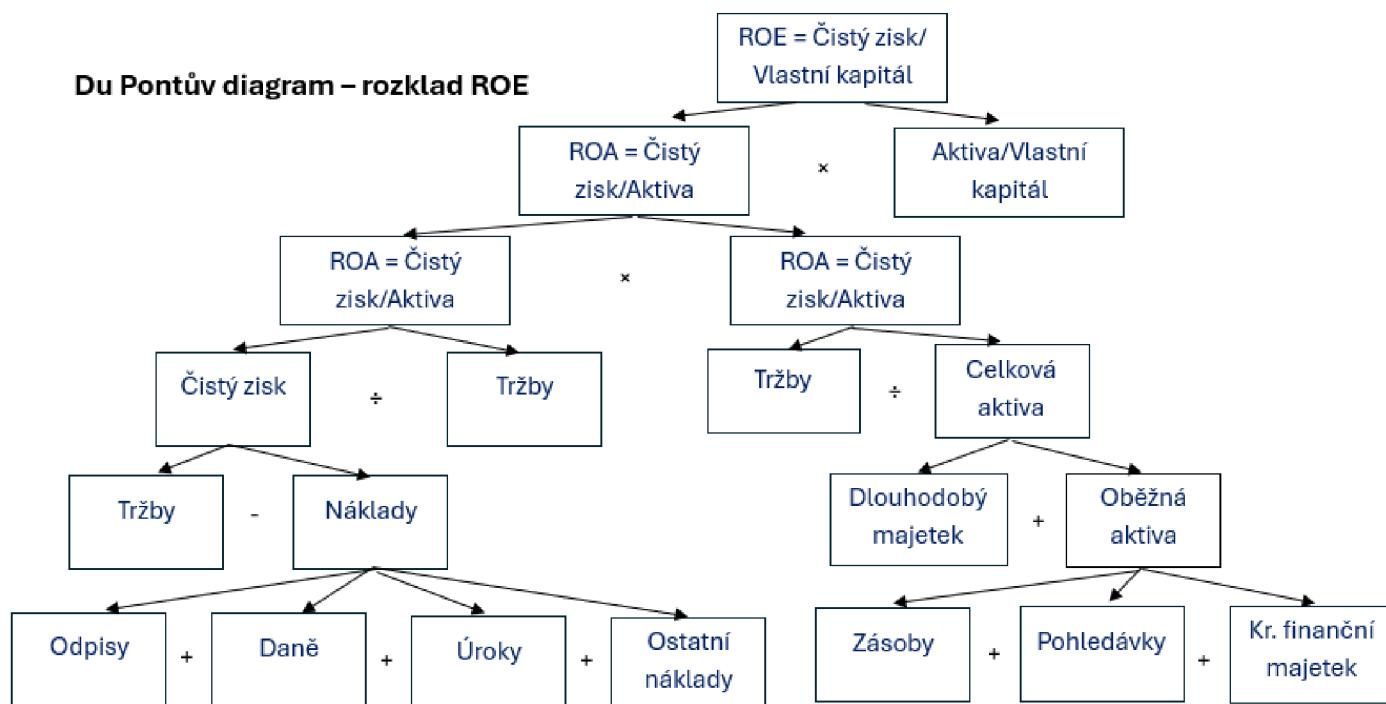 Du Pontův diagram – rozklad ROE
ROE = Čistý zisk/
Vlastní kapitál
ROA = Čistý
zisk/Aktiva
×
Aktiva/Vlastní
kapitál
ROA = Čistý
zisk/Aktiva
×
ROA = Čistý
zisk/Aktiva
Čistý zisk
÷
Tržby
Tržby
÷
Celková
aktiva
Tržby
-
Náklady
Dlouhodobý
majetek
+
Oběžná
aktiva
Odpisy
+
Daně
+
Úroky
+
Ostatní
náklady
Zásoby
+
Pohledávky
+
Kr. finanční
majetek